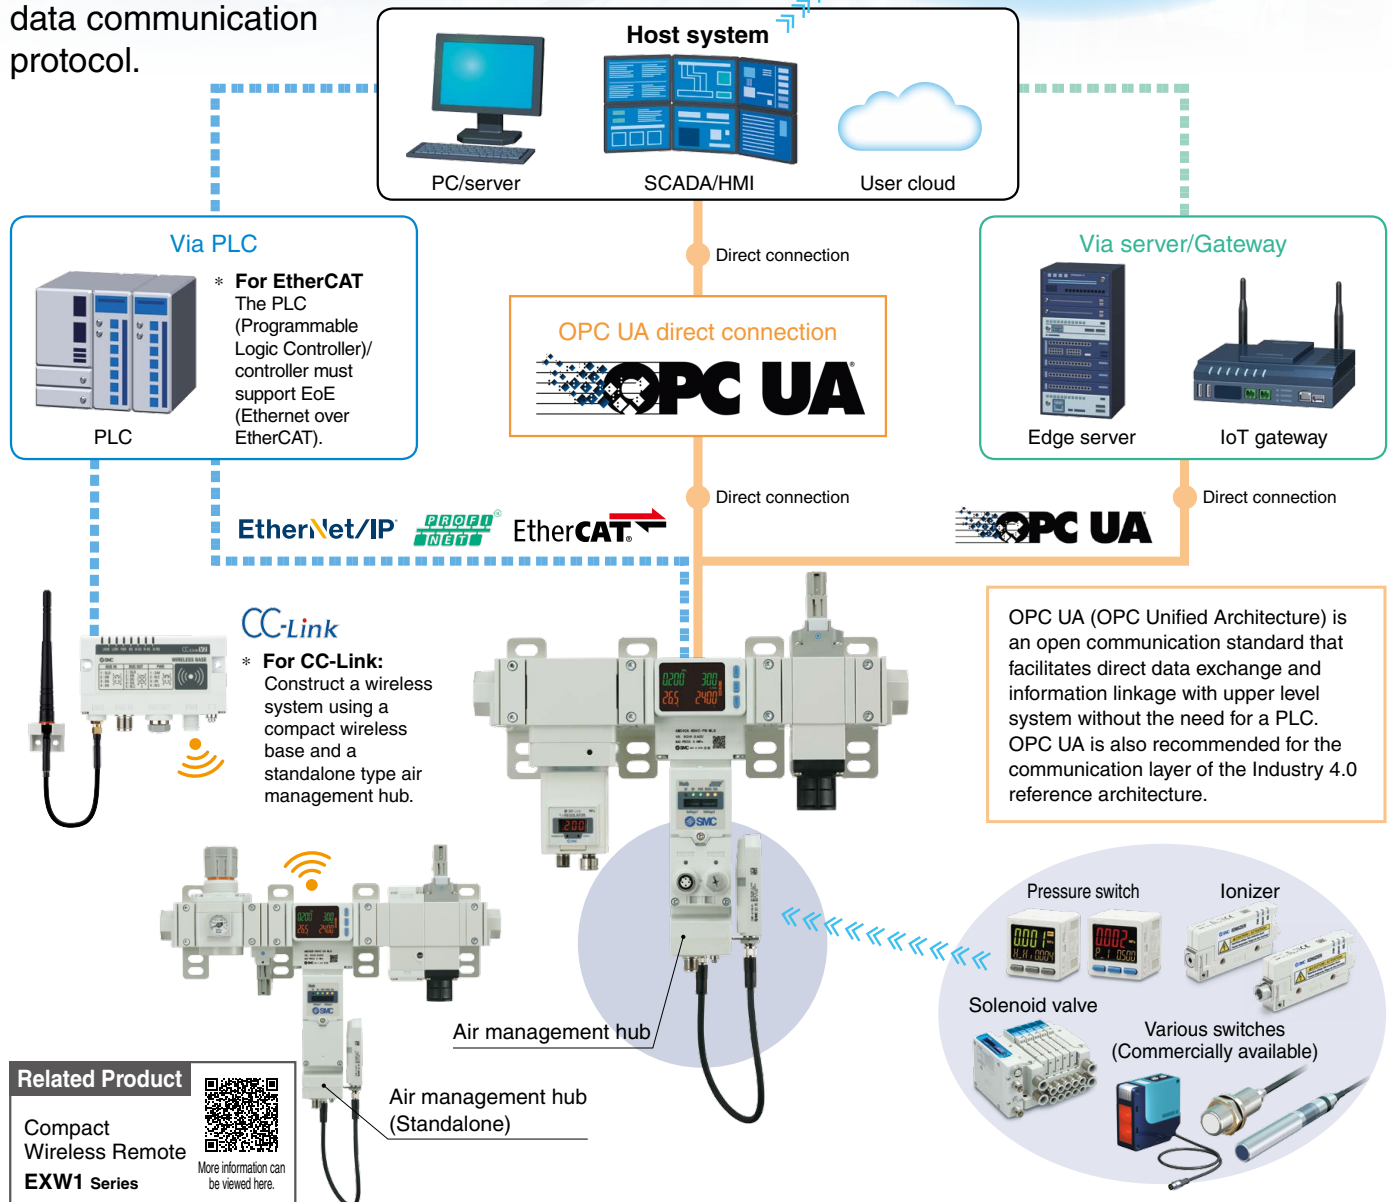 data communication
protocol.
Host system
PC/server
SCADA/HMI
User cloud
Via PLC
PLC
* For EtherCAT
The PLC
(Programmable
Logic Controller)/
controller must
support EoE
(Ethernet over
EtherCAT).
Direct connection
OPC UA direct connection
OPC UA
Via server/Gateway
Edge server
IoT gateway
Direct connection
Direct connection
EtherNet/IP
PROFI
NET
EtherCAT
OPC UA
CC-Link
* For CC-Link:
Construct a wireless
system using a
compact wireless
base and a
standalone type air
management hub.
WIRELESS BASE
OPC UA (OPC Unified Architecture) is
an open communication standard that
facilitates direct data exchange and
information linkage with upper level
system without the need for a PLC.
OPC UA is also recommended for the
communication layer of the Industry 4.0
reference architecture.
SMC
Pressure switch
Ionizer
Solenoid valve
Various switches
(Commercially available)
Air management hub
SMC
Air management hub
(Standalone)
Related Product
Compact
Wireless Remote
EXW1 Series
More information can
be viewed here.